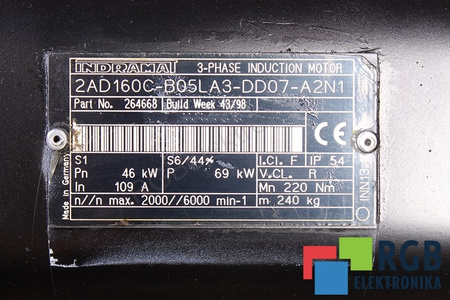 INDRAMAT 3-PHASE INDUCTION MOTOR
2AD160C-B05LA3-DD07-A2N1
Part No. 264668 Build Week 43/98
CE
S1 S6/44% I.Cl. F IP 54
Pn 46 kW P 69 kW V.CL. R
In 109 A Mn 220 Nm
n//n max. 2000//6000 min-1 m 240 kg
Made in Germany
RGB
ELEKTRONIKA